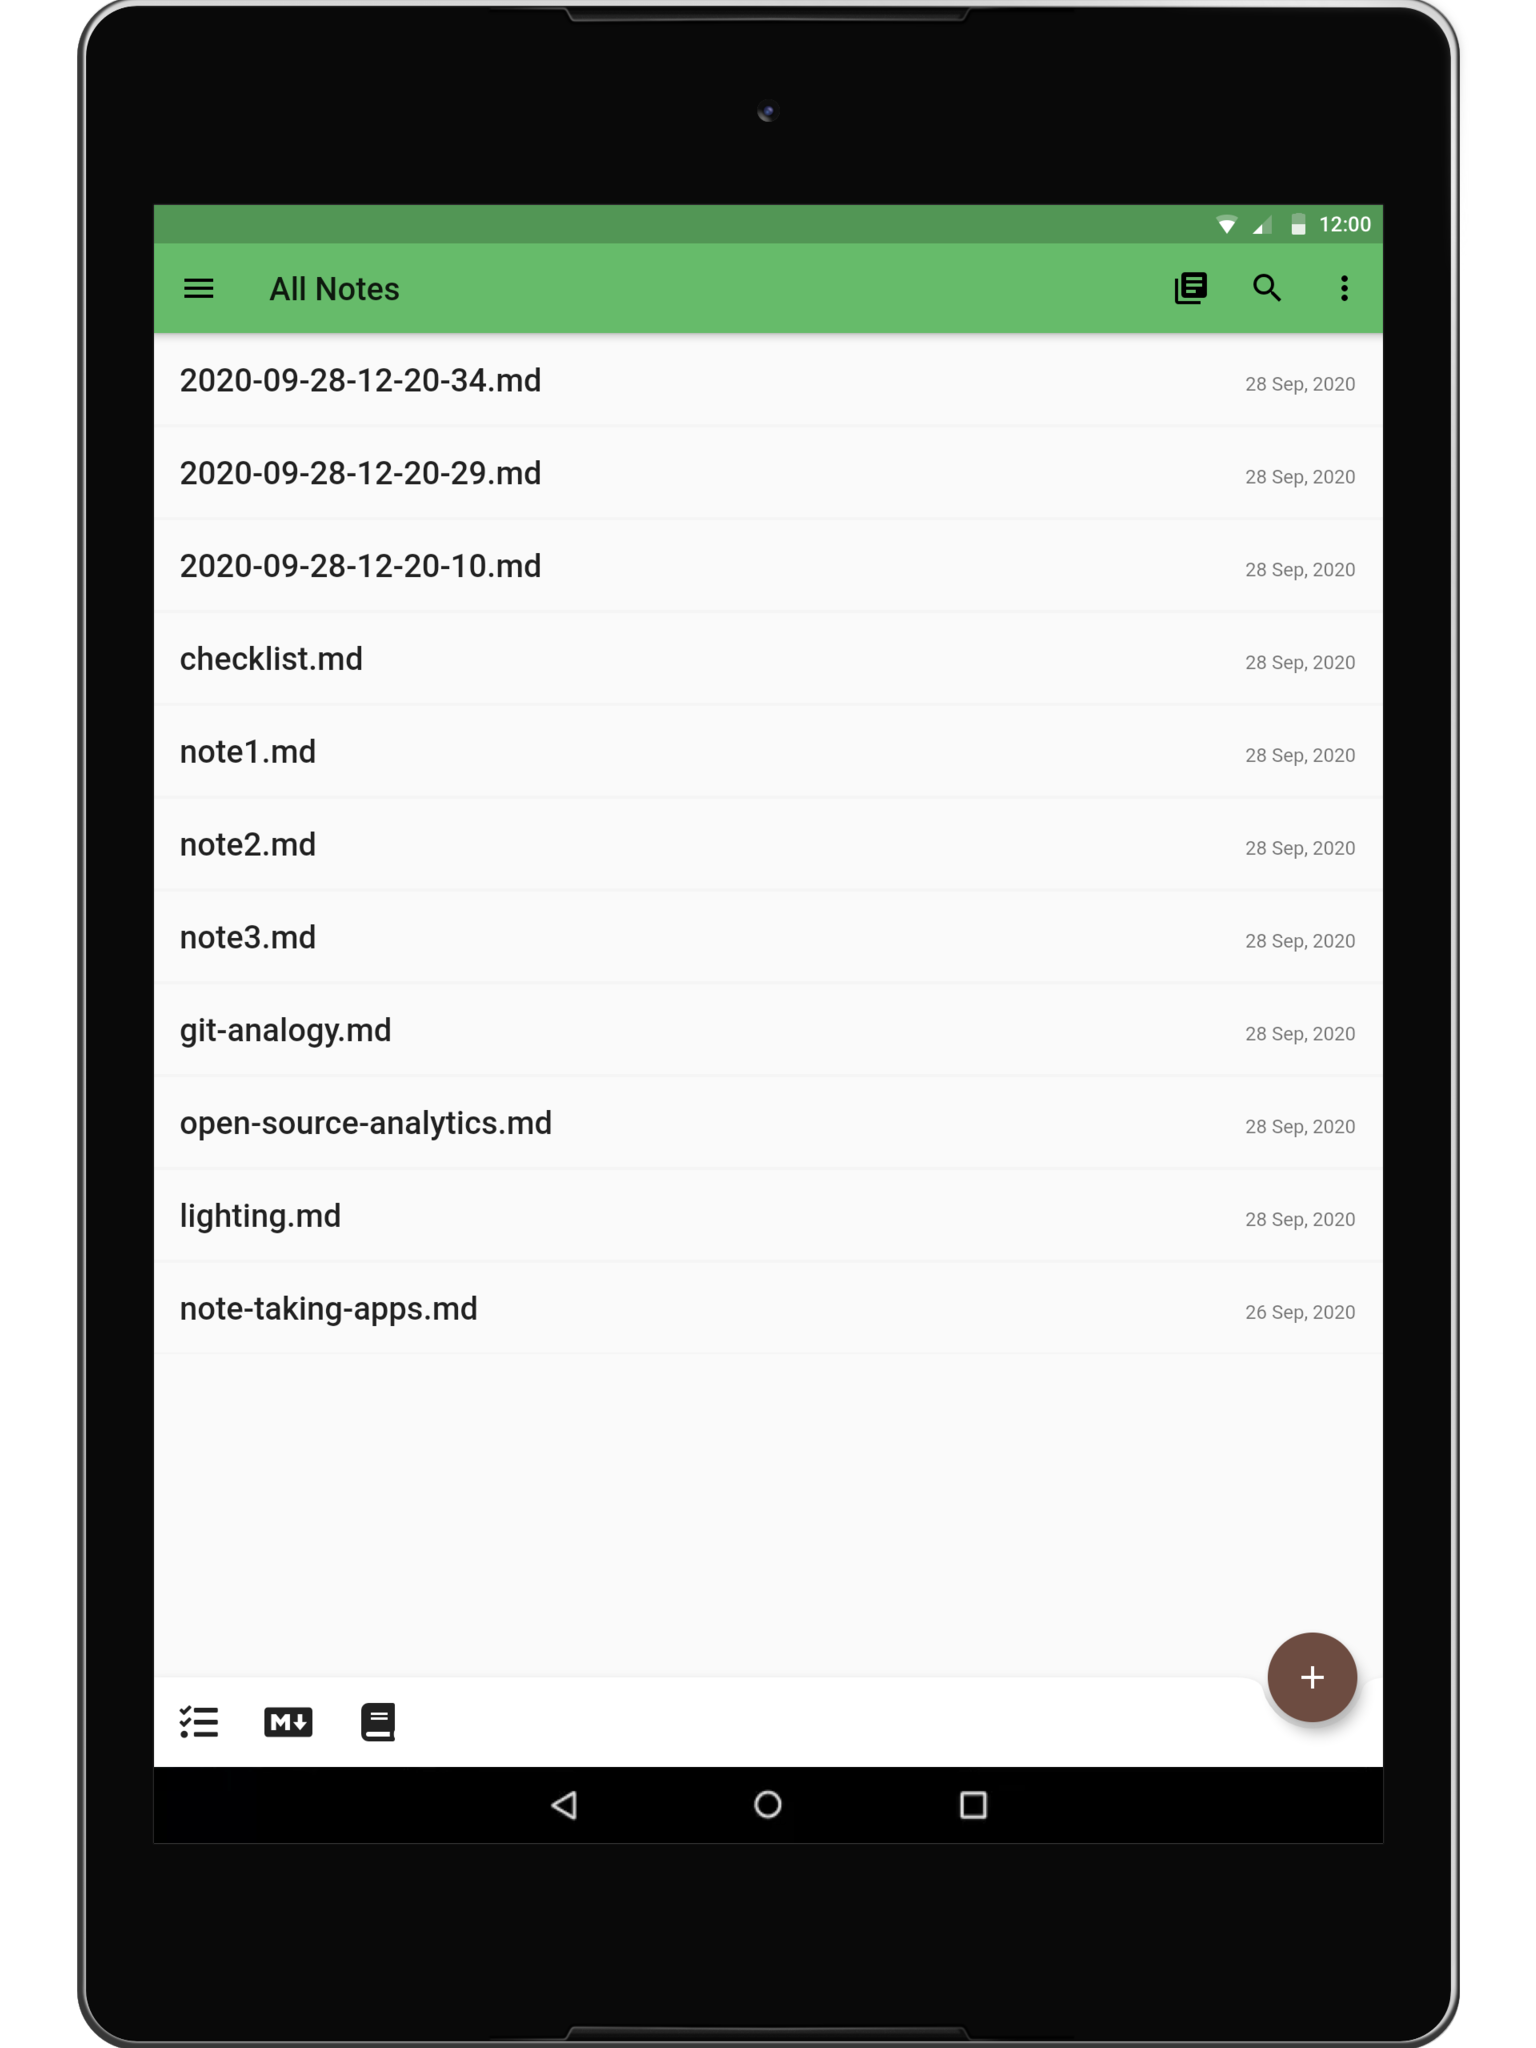 12:00
All Notes
2020-09-28-12-20-34.md 28 Sep, 2020
2020-09-28-12-20-29.md 28 Sep, 2020
2020-09-28-12-20-10.md 28 Sep, 2020
checklist.md 28 Sep, 2020
note1.md 28 Sep, 2020
note2.md 28 Sep, 2020
note3.md 28 Sep, 2020
git-analogy.md 28 Sep, 2020
open-source-analytics.md 28 Sep, 2020
lighting.md 28 Sep, 2020
note-taking-apps.md 26 Sep, 2020
M